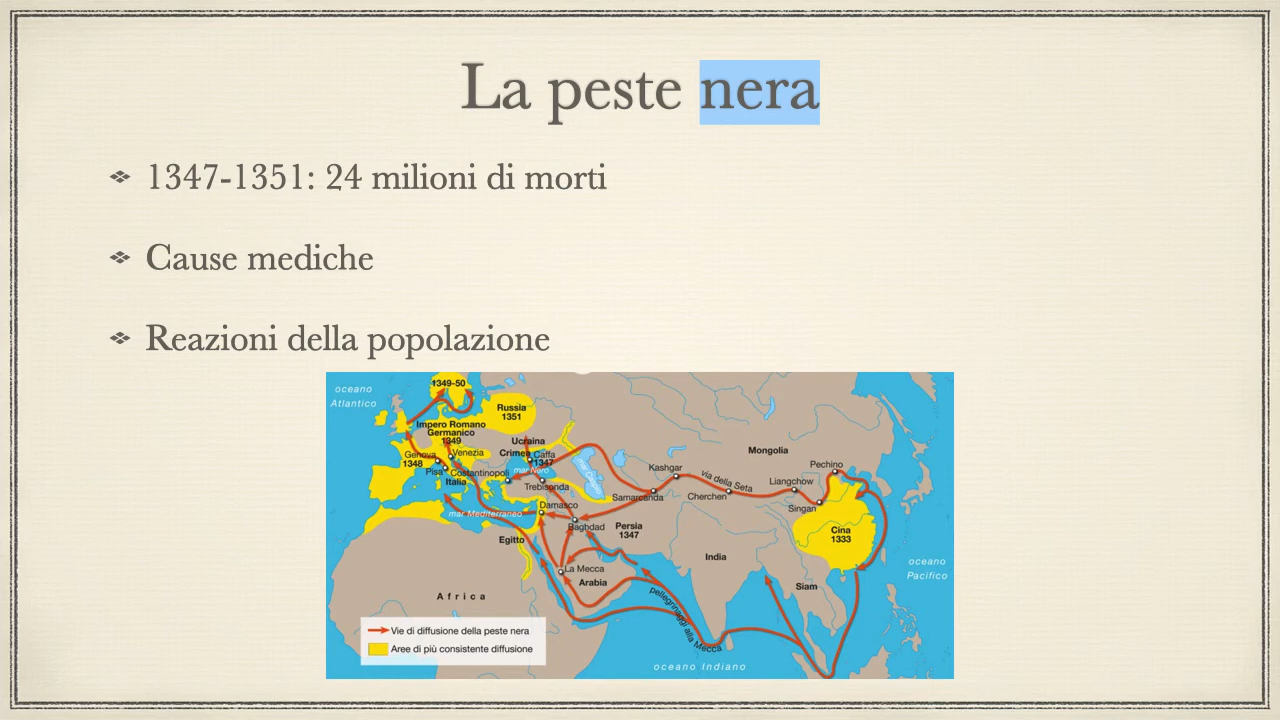 La peste nera
1347-1351: 24 milioni di morti
Cause mediche
Reazioni della popolazione
oceano
Atlantico
1349-50
Russia
1351
Impero Romano
Germanico
1349
Ucraina
Crimea
Caffa
1347
Genova
1348
Venezia
Pisa
Italia
Costantinopoli
mar Nero
Trebisonda
mar Caspio
Samarcanda
Kashgar
via della Seta
Cherchen
Mongolia
Liangchow
Pechino
Singan
Cina
1333
mar Mediterraneo
Damasco
Baghdad
Persia
1347
Egitto
La Mecca
Arabia
India
Siam
oceano
Pacifico
Africa
pellegrinaggi alla Mecca
oceano Indiano
Vie di diffusione della peste nera
Aree di più consistente diffusione